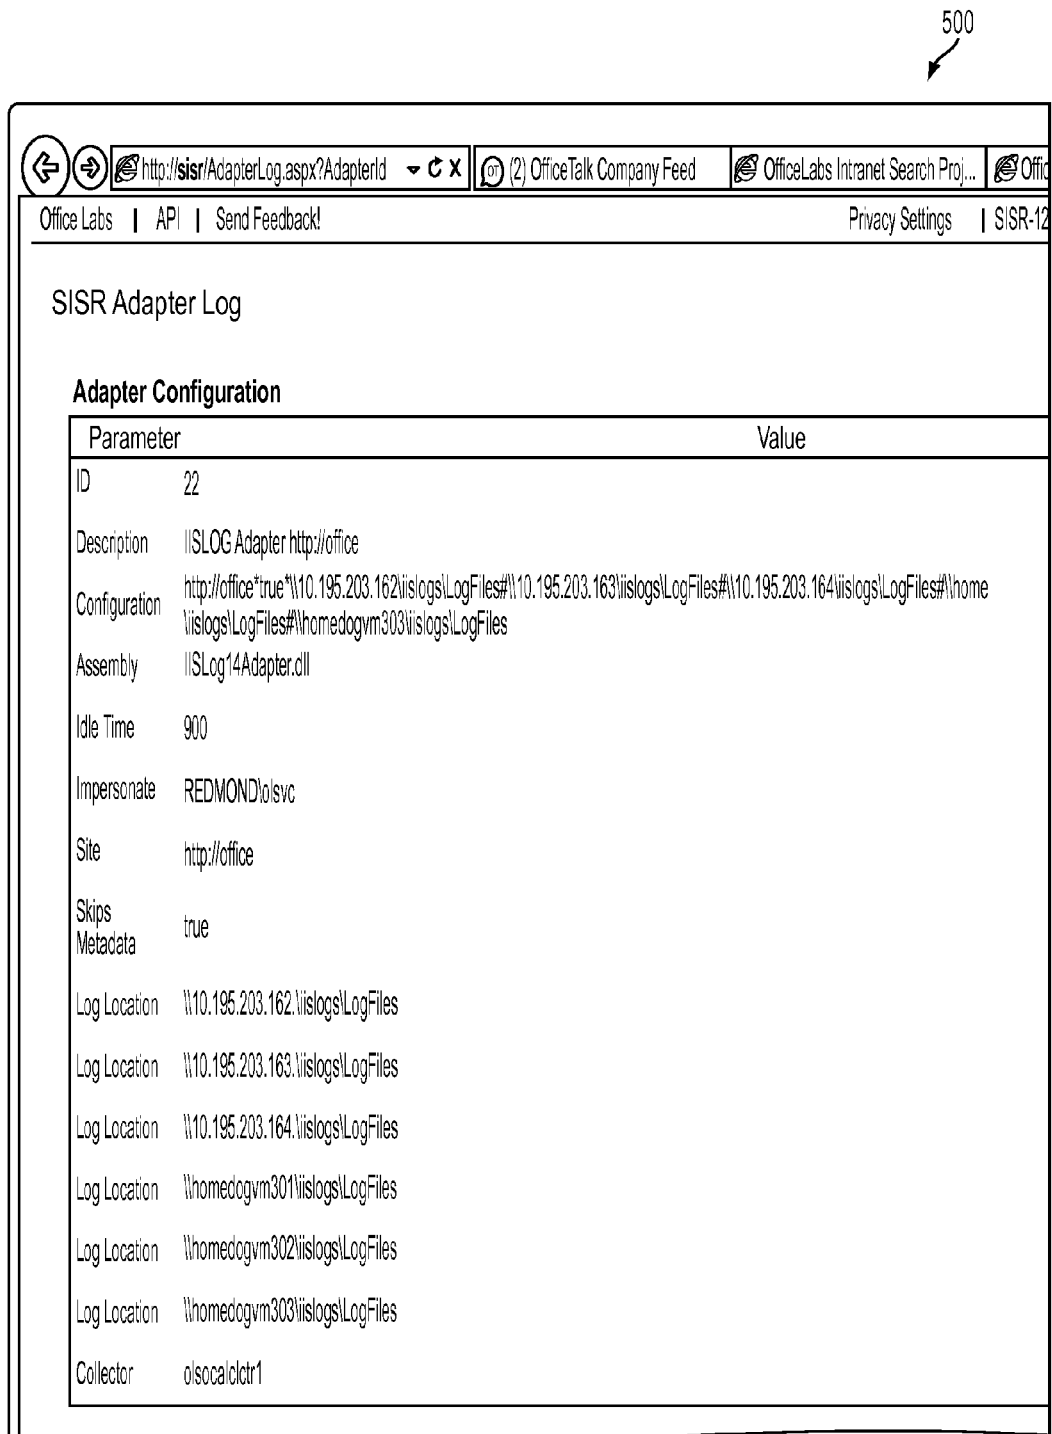 500
http://sisr/AdapterLog.aspx?AdapterId X (2) OfficeTalk Company Feed OfficeLabs Intranet Search Proj... Offic
Office Labs | API | Send Feedback! Privacy Settings | SISR-12
SISR Adapter Log
Adapter Configuration
Parameter Value
ID 22
Description IISLOG Adapter http://office
Configuration http://office*true*\\10.195.203.162\iislogs\LogFiles#\\10.195.203.163\iislogs\LogFiles#\\10.195.203.164\iislogs\LogFiles#\\home
\iislogs\LogFiles#\\homedogvm303\iislogs\LogFiles
Assembly IISLog14Adapter.dll
Idle Time 900
Impersonate REDMOND\olsvc
Site http://office
Skips
Metadata true
Log Location \\10.195.203.162.\iislogs\LogFiles
Log Location \\10.195.203.163.\iislogs\LogFiles
Log Location \\10.195.203.164.\iislogs\LogFiles
Log Location \\homedogvm301\iislogs\LogFiles
Log Location \\homedogvm302\iislogs\LogFiles
Log Location \\homedogvm303\iislogs\LogFiles
Collector olsocalclctr1